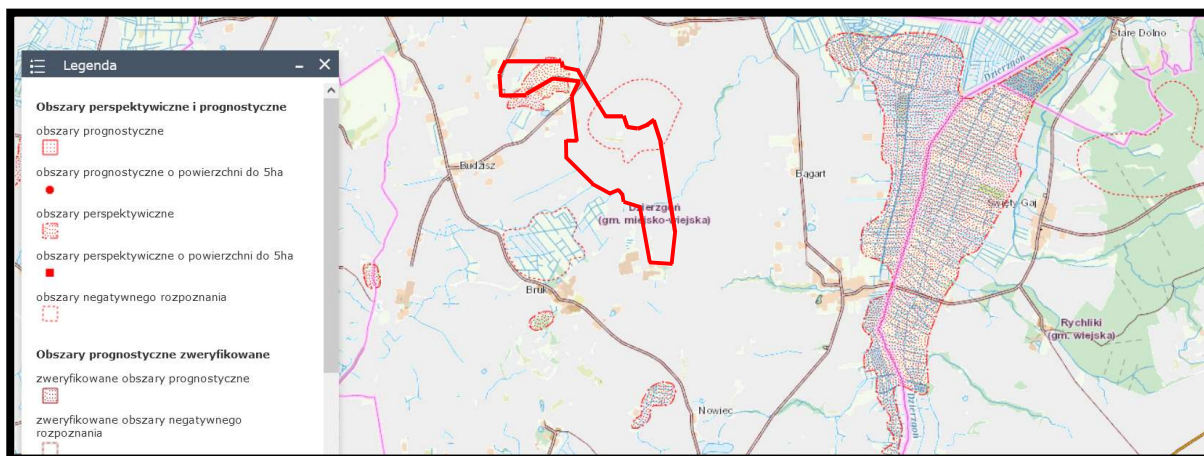 Legenda
Obszary perspektywiczne i prognostyczne
obszary prognostyczne
obszary prognostyczne o powierzchni do 5ha
obszary perspektywiczne
obszary perspektywiczne o powierzchni do 5ha
obszary negatywnego rozpoznania
Obszary prognostyczne zweryfikowane
zweryfikowane obszary prognostyczne
zweryfikowane obszary negatywnego
rozpoznania
Stare Dolno
Dzierzgoń
Budzisz
Bagart
Święty Gaj
Dzierzgoń
(gm. miejsko-wiejska)
Bruk
Rychliki
(gm. wiejska)
Nowiec
Dzierzgoń